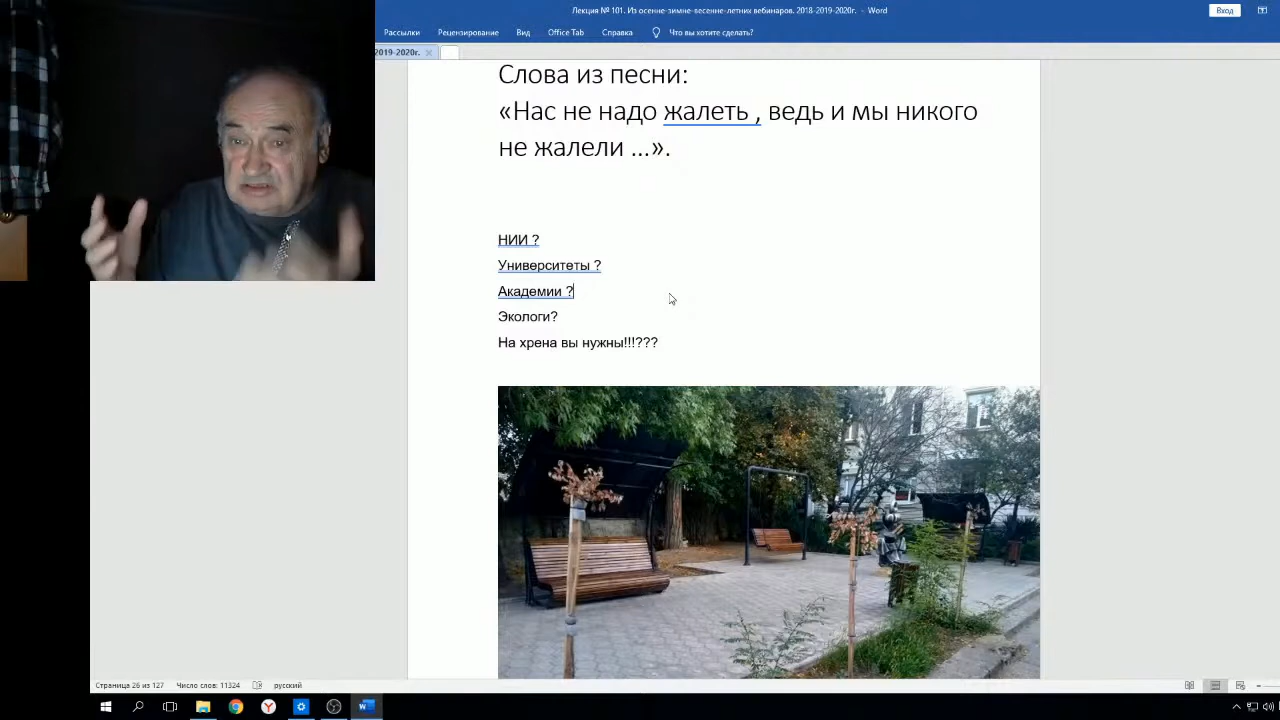 Лекция № 101. Из осенне-зимне-весенне-летних вебинаров. 2018-2019-2020г. - Word
Вход
Рассылки Рецензирование Вид Office Tab Справка Что вы хотите сделать?
2019-2020г.
Слова из песни:
«Нас не надо жалеть , ведь и мы никого
не жалели ...».
НИИ ?
Университеты ?
Академии ?
Экологи?
На хрена вы нужны!!!???
Страница 26 из 127 Число слов: 11324 русский